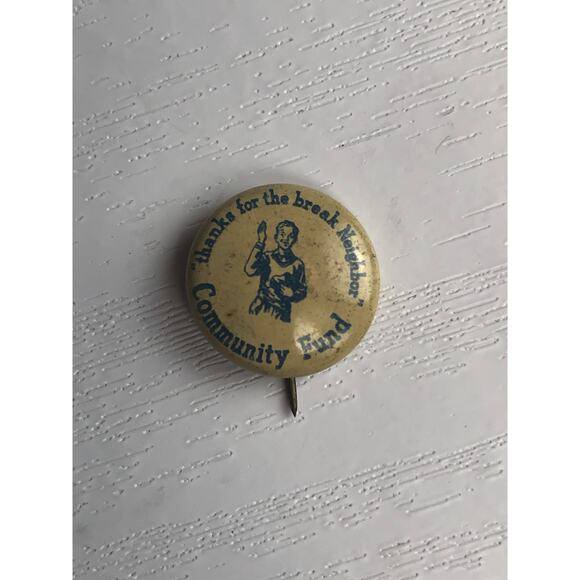 "thanks for the break Neighbor"
Community Fund